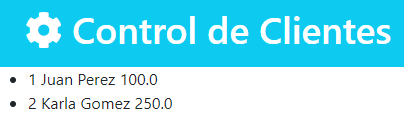 Control de Clientes
1 Juan Perez 100.0
2 Karla Gomez 250.0